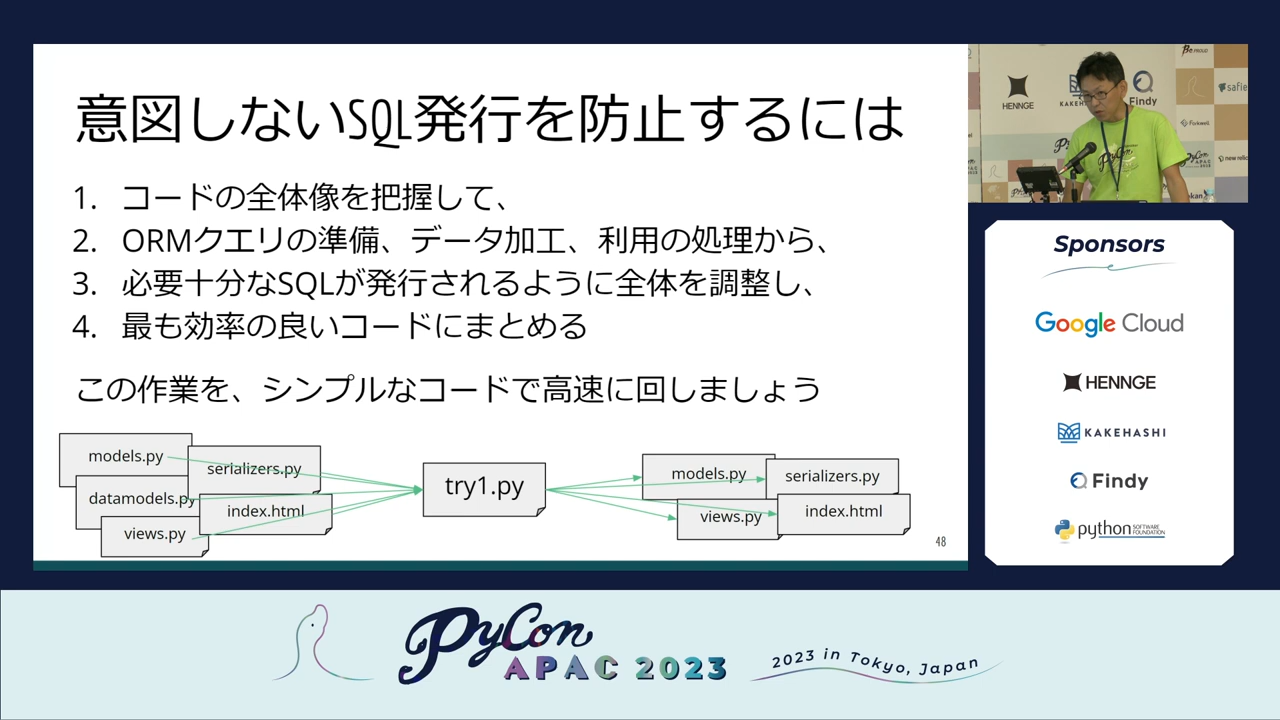 意図しないSQL発行を防止するには
1. コードの全体像を把握して、
2. ORMクエリの準備、データ加工、利用の処理から、
3. 必要十分なSQLが発行されるように全体を調整し、
4. 最も効率の良いコードにまとめる
この作業を、シンプルなコードで高速に回しましょう
models.py
serializers.py
datamodels.py
index.html
views.py
try1.py
models.py
serializers.py
views.py
index.html
48
HENNGE
Findy
safie
Forkwell
new relic
PyCon
APAC
Sponsors
Google Cloud
HENNGE
KAKEHASHI
Findy
python SOFTWARE FOUNDATION
PyCon
APAC 2023
2023 in Tokyo, Japan